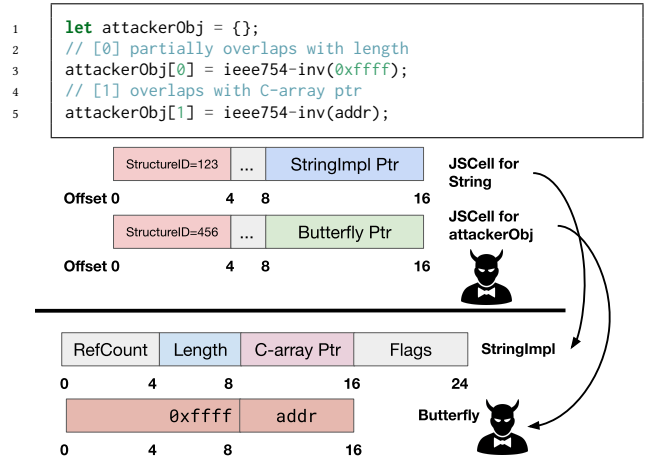 1 let attackerObj = {};
2 // [0] partially overlaps with length
3 attackerObj[0] = ieee754-inv(0xffff);
4 // [1] overlaps with C-array ptr
5 attackerObj[1] = ieee754-inv(addr);
StructureID=123 ... StringImpl Ptr
JSCell for
String
Offset 0 4 8 16
StructureID=456 ... Butterfly Ptr
JSCell for
attackerObj
Offset 0 4 8 16
RefCount Length C-array Ptr Flags StringImpl
0 4 8 16 24
0xffff addr Butterfly
0 4 8 16